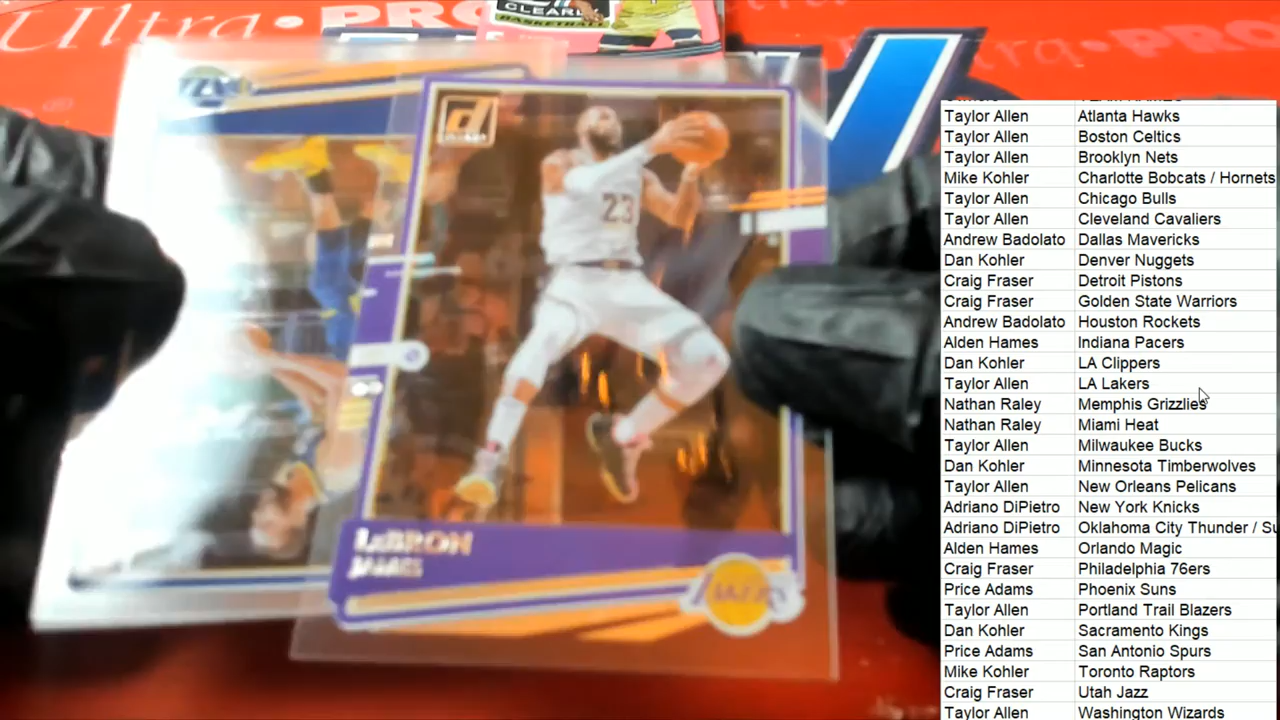 Ultra • PRO
CLEARLY
BASKETBALL
23
LEBRON
JAMES
LAKERS
Taylor Allen Atlanta Hawks
Taylor Allen Boston Celtics
Taylor Allen Brooklyn Nets
Mike Kohler Charlotte Bobcats / Hornets
Taylor Allen Chicago Bulls
Taylor Allen Cleveland Cavaliers
Andrew Badolato Dallas Mavericks
Dan Kohler Denver Nuggets
Craig Fraser Detroit Pistons
Craig Fraser Golden State Warriors
Andrew Badolato Houston Rockets
Alden Hames Indiana Pacers
Dan Kohler LA Clippers
Taylor Allen LA Lakers
Nathan Raley Memphis Grizzlies
Nathan Raley Miami Heat
Taylor Allen Milwaukee Bucks
Dan Kohler Minnesota Timberwolves
Taylor Allen New Orleans Pelicans
Adriano DiPietro New York Knicks
Adriano DiPietro Oklahoma City Thunder / Su
Alden Hames Orlando Magic
Craig Fraser Philadelphia 76ers
Price Adams Phoenix Suns
Taylor Allen Portland Trail Blazers
Dan Kohler Sacramento Kings
Price Adams San Antonio Spurs
Mike Kohler Toronto Raptors
Craig Fraser Utah Jazz
Taylor Allen Washington Wizards